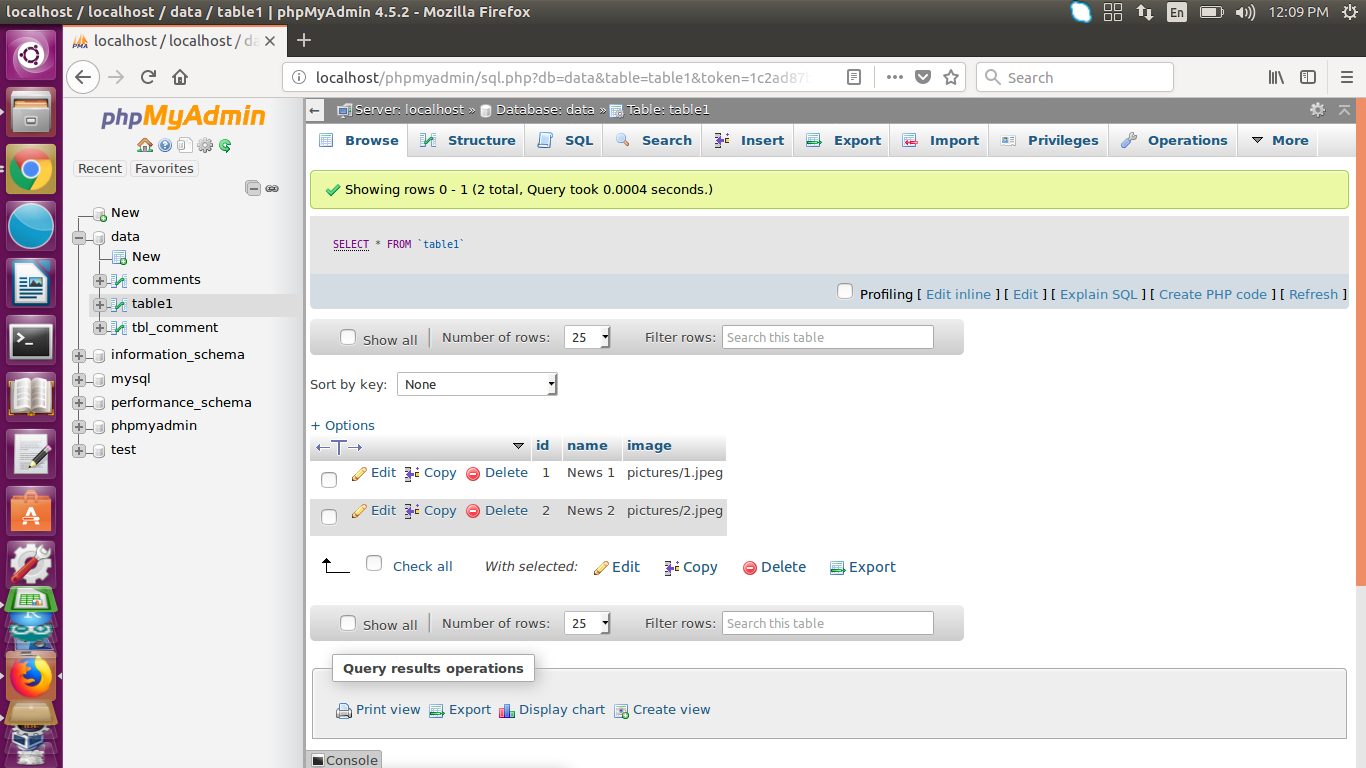 localhost / localhost / data / table1 | phpMyAdmin 4.5.2 - Mozilla Firefox
En
12:09 PM
localhost / localhost / da
localhost/phpmyadmin/sql.php?db=data&table=table1&token=1c2ad87
Search
phpMyAdmin
Recent Favorites
New
data
New
comments
table1
tbl_comment
information_schema
mysql
performance_schema
phpmyadmin
test
Server: localhost » Database: data » Table: table1
Browse Structure SQL Search Insert Export Import Privileges Operations More
Showing rows 0 - 1 (2 total, Query took 0.0004 seconds.)
SELECT * FROM `table1`
Profiling [ Edit inline ] [ Edit ] [ Explain SQL ] [ Create PHP code ] [ Refresh ]
Show all Number of rows: 25 Filter rows: Search this table
Sort by key: None
+ Options
←T→ id name image
Edit Copy Delete 1 News 1 pictures/1.jpeg
Edit Copy Delete 2 News 2 pictures/2.jpeg
Check all With selected: Edit Copy Delete Export
Show all Number of rows: 25 Filter rows: Search this table
Query results operations
Print view Export Display chart Create view
Console